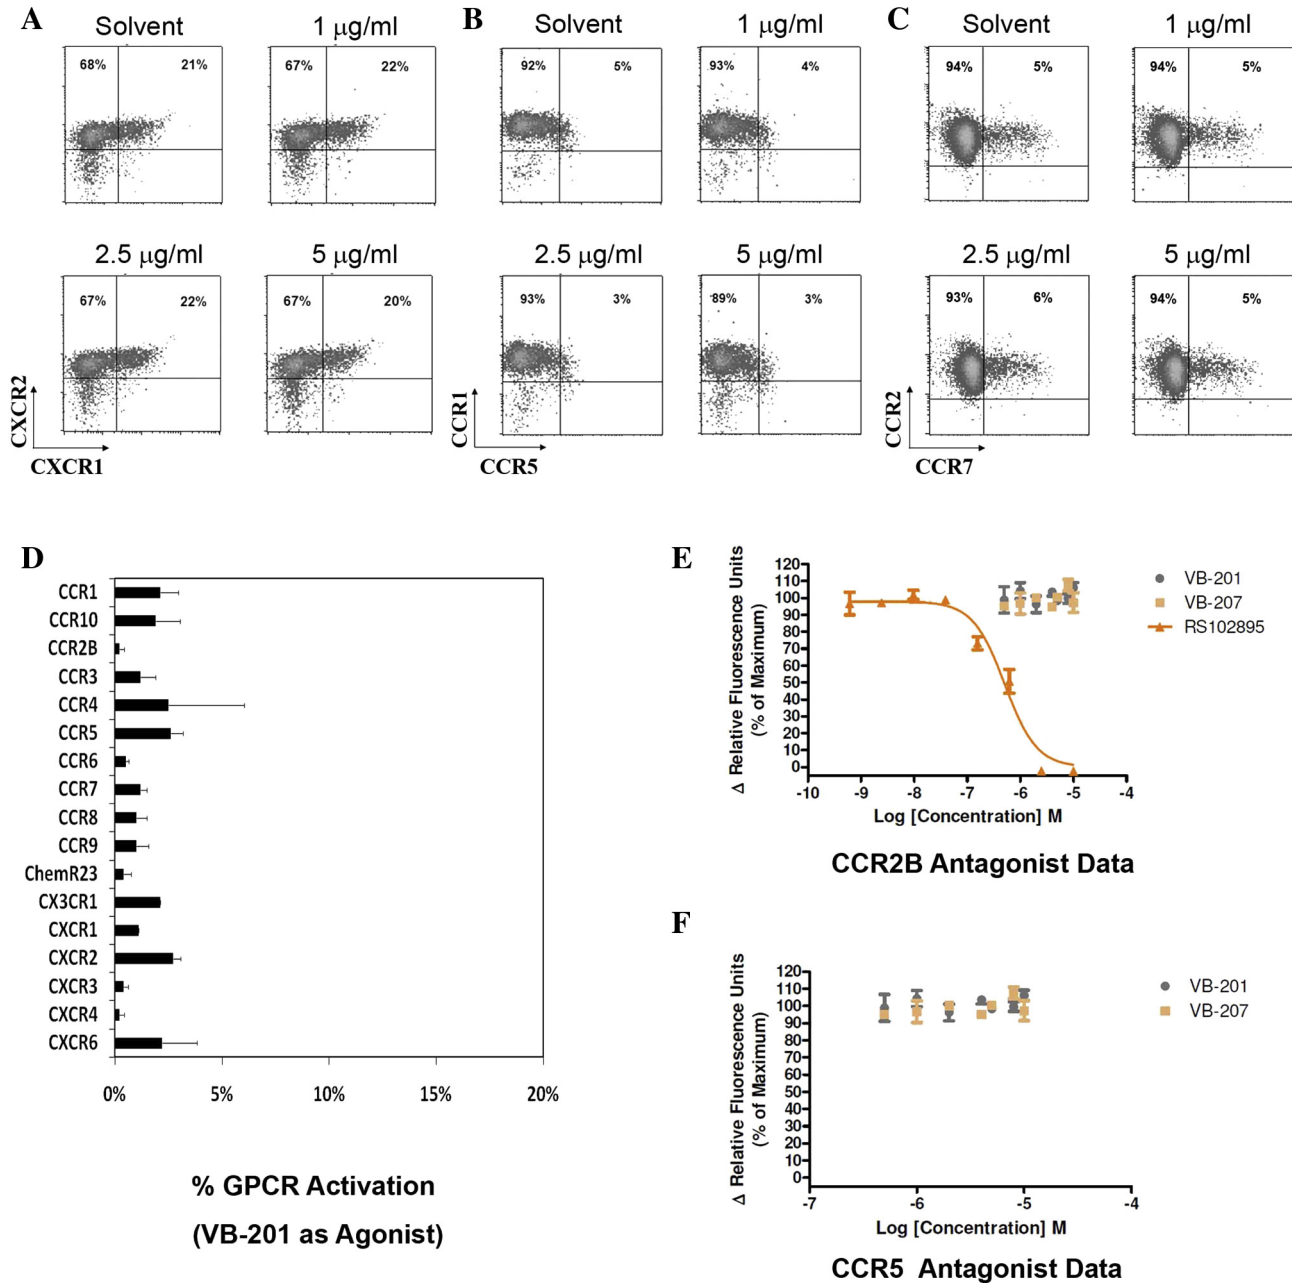 A
Solvent
1 μg/ml
68%
21%
67%
22%
2.5 μg/ml
5 μg/ml
67%
22%
67%
20%
CXCR2
CXCR1
B
Solvent
1 μg/ml
92%
5%
93%
4%
2.5 μg/ml
5 μg/ml
93%
3%
89%
3%
CCR1
CCR5
C
Solvent
1 μg/ml
94%
5%
94%
5%
2.5 μg/ml
5 μg/ml
93%
6%
94%
5%
CCR2
CCR7
D
CCR1
CCR10
CCR2B
CCR3
CCR4
CCR5
CCR6
CCR7
CCR8
CCR9
ChemR23
CX3CR1
CXCR1
CXCR2
CXCR3
CXCR4
CXCR6
0% 5% 10% 15% 20%
% GPCR Activation
(VB-201 as Agonist)
E
Δ Relative Fluorescence Units
(% of Maximum)
120
110
100
90
80
70
60
50
40
30
20
10
0
-10 -9 -8 -7 -6 -5 -4
Log [Concentration] M
VB-201
VB-207
RS102895
CCR2B Antagonist Data
F
Δ Relative Fluorescence Units
(% of Maximum)
120
110
100
90
80
70
60
50
40
30
20
10
0
-7 -6 -5 -4
Log [Concentration] M
VB-201
VB-207
CCR5 Antagonist Data